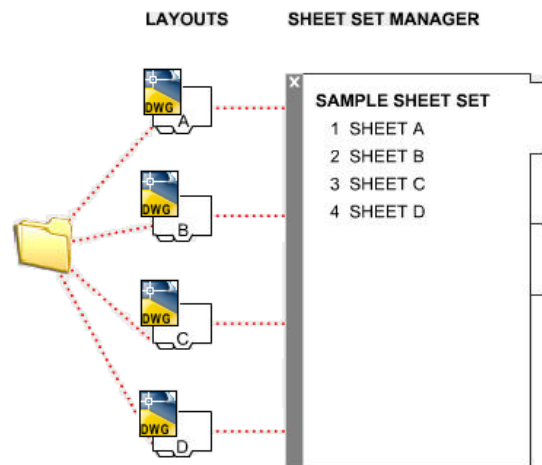 LAYOUTS
SHEET SET MANAGER
DWG
A
DWG
B
DWG
C
DWG
D
X
SAMPLE SHEET SET
1 SHEET A
2 SHEET B
3 SHEET C
4 SHEET D